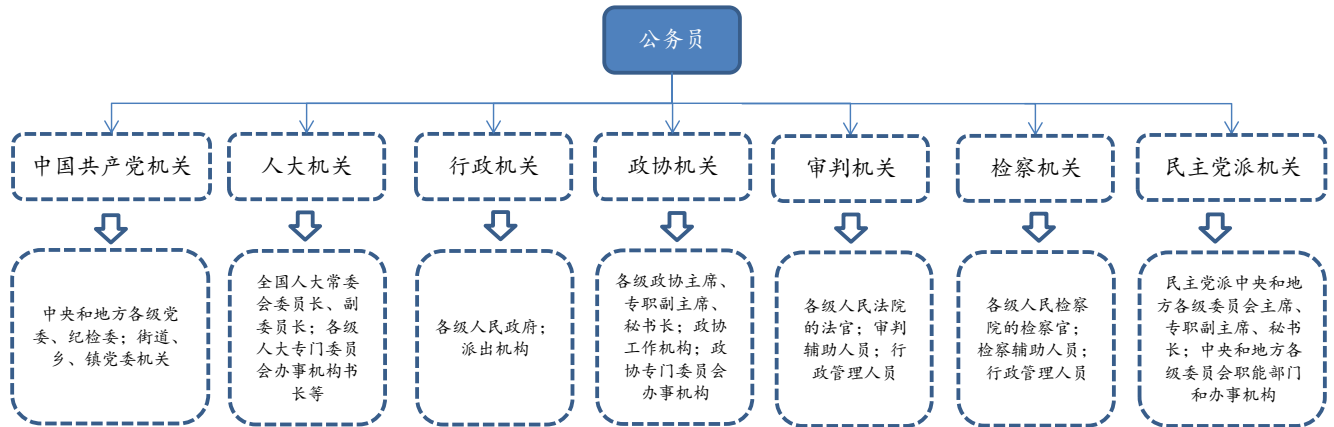 公务员
中国共产党机关
人大机关
行政机关
政协机关
审判机关
检察机关
民主党派机关
中央和地方各级党
委、纪检委；街道、
乡、镇党委机关
全国人大常委
会委员长、副
委员长；各级
人大专门委员
会办事机构书
长等
各级人民政府；
派出机构
各级政协主席、
专职副主席、
秘书长；政协
工作机构；政
协专门委员会
办事机构
各级人民法院
的法官；审判
辅助人员；行
政管理人员
各级人民检察
院的检察官；
检察辅助人员；
行政管理人员
民主党派中央和地
方各级委员会主席、
专职副主席、秘书
长；中央和地方各
级委员会职能部门
和办事机构